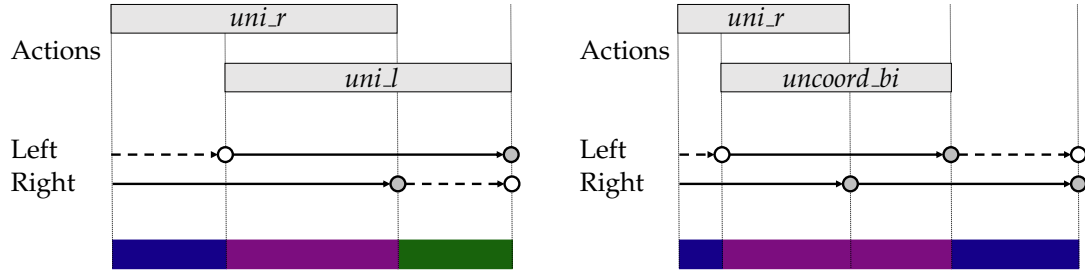 uni_r
Actions
uni_l
Left
Right
uni_r
Actions
uncoord_bi
Left
Right